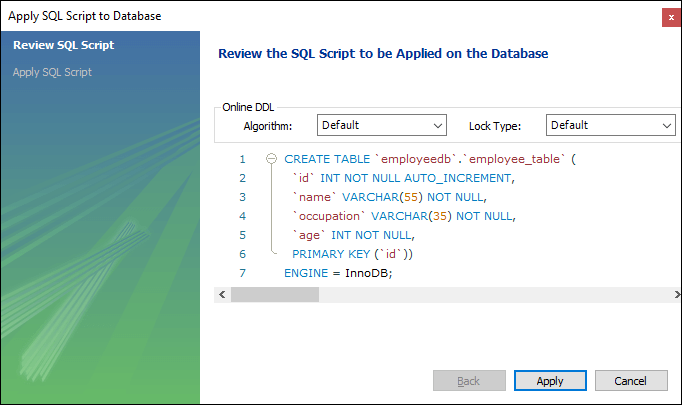 Apply SQL Script to Database
x
Review SQL Script
Apply SQL Script
Review the SQL Script to be Applied on the Database
Online DDL
Algorithm: Default Lock Type: Default
1 CREATE TABLE `employeedb`.`employee_table` (
2 `id` INT NOT NULL AUTO_INCREMENT,
3 `name` VARCHAR(55) NOT NULL,
4 `occupation` VARCHAR(35) NOT NULL,
5 `age` INT NOT NULL,
6 PRIMARY KEY (`id`))
7 ENGINE = InnoDB;
Back Apply Cancel